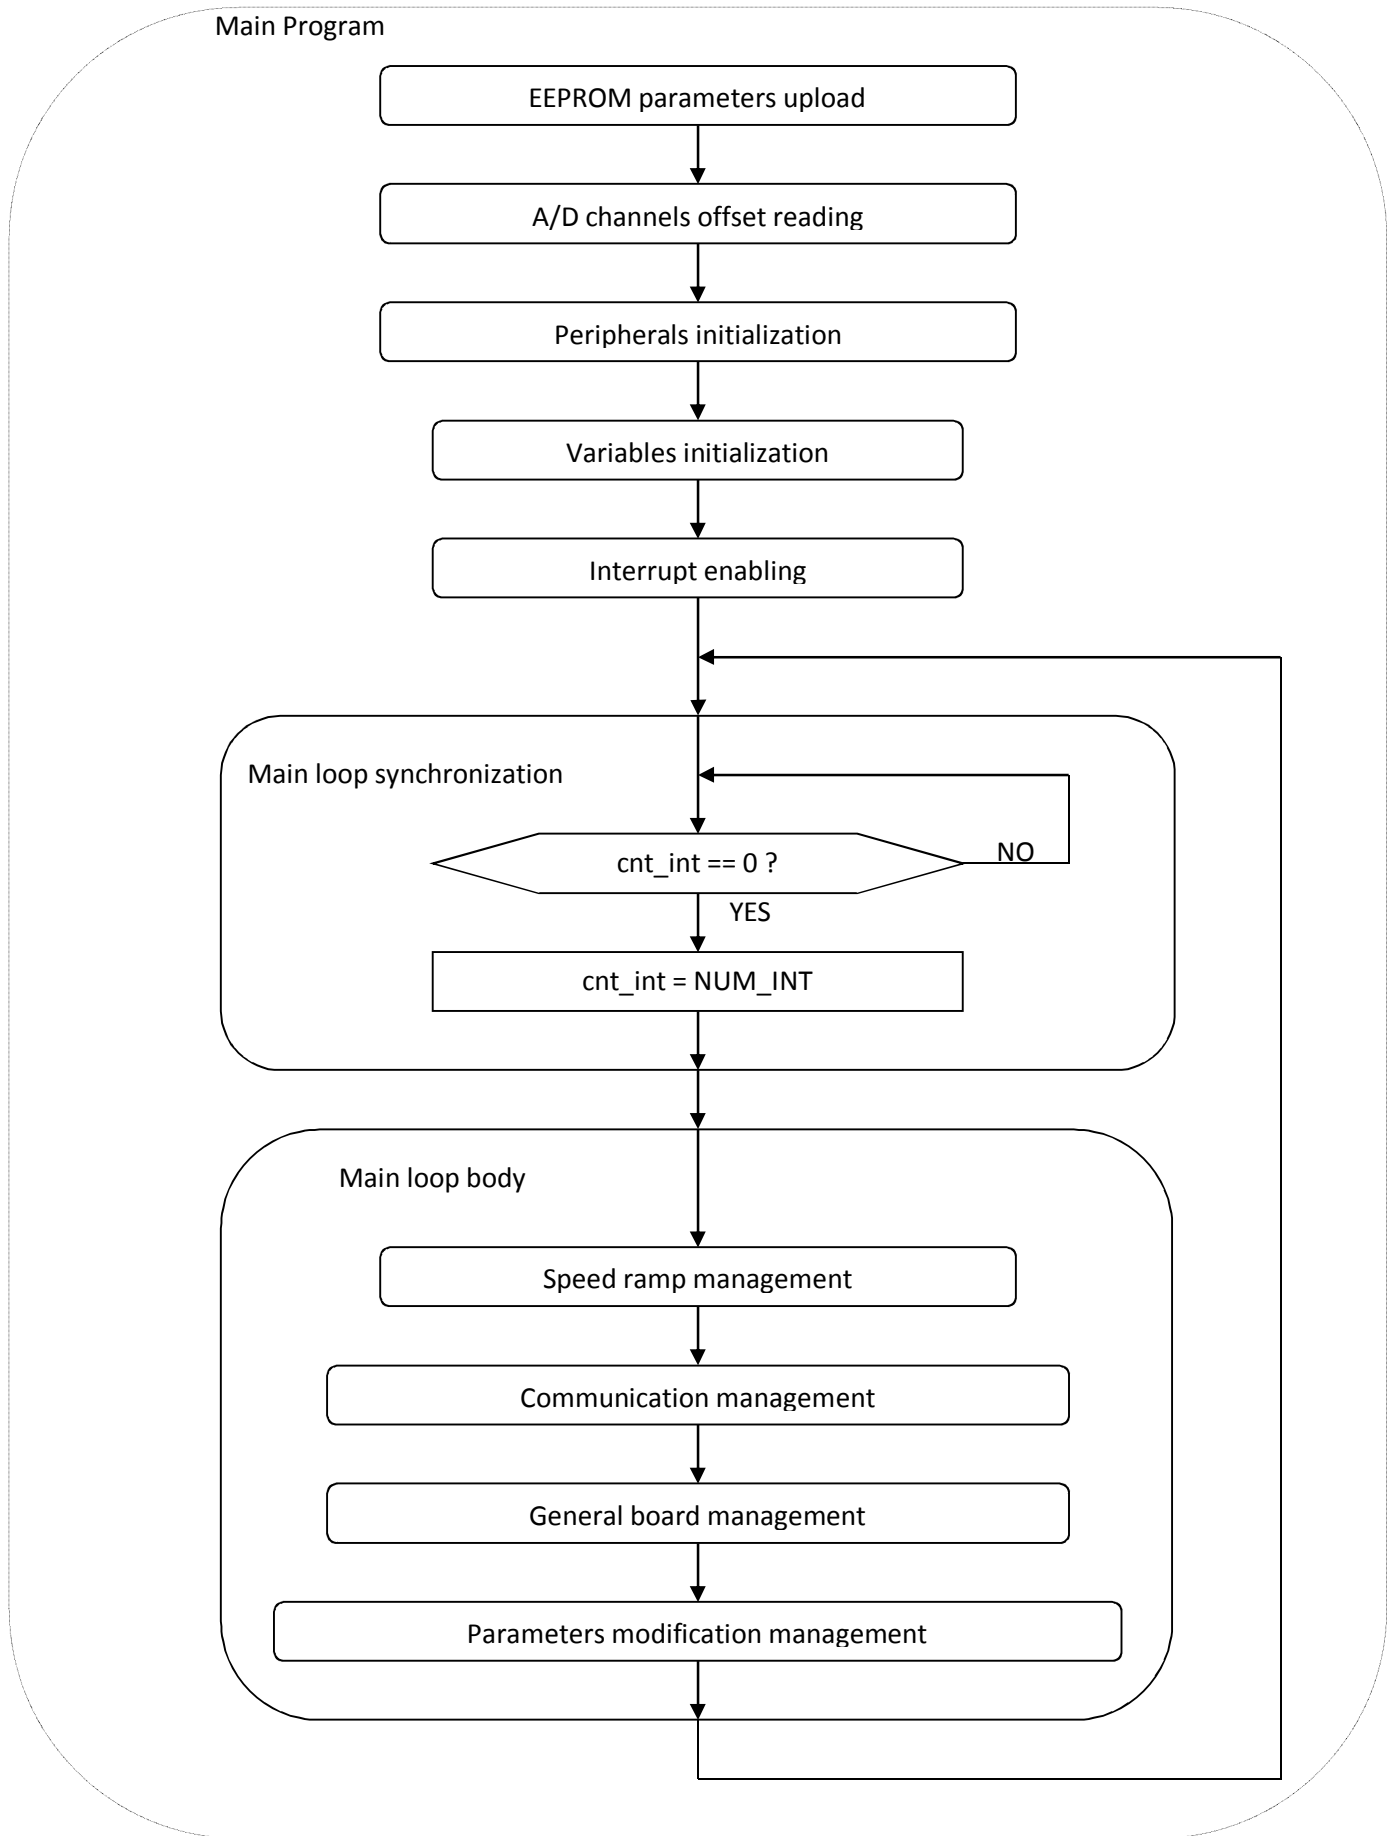 Main Program
EEPROM parameters upload
A/D channels offset reading
Peripherals initialization
Variables initialization
Interrupt enabling
Main loop synchronization
cnt_int == 0 ?
NO
YES
cnt_int = NUM_INT
Main loop body
Speed ramp management
Communication management
General board management
Parameters modification management